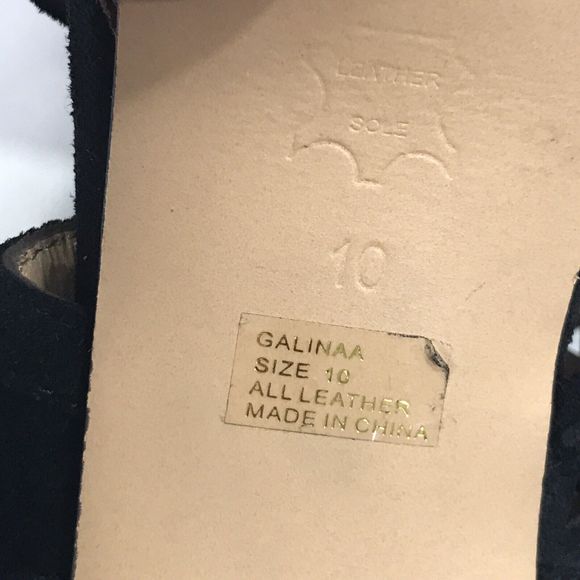 LEATHER
SOLE
10
GALINAA
SIZE 10
ALL LEATHER
MADE IN CHINA